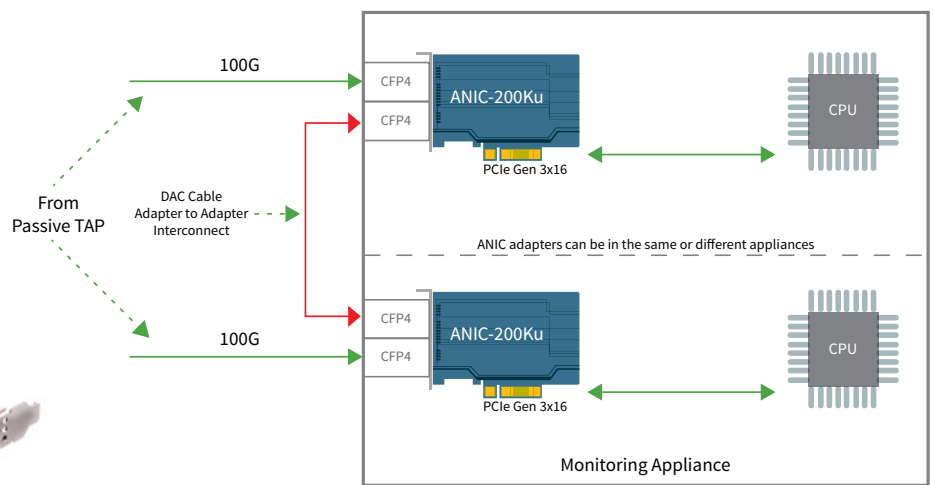 100G
CFP4
CFP4
ANIC-200Ku
PCIe Gen 3x16
CPU
From
Passive TAP
DAC Cable
Adapter to Adapter
Interconnect
ANIC adapters can be in the same or different appliances
100G
CFP4
CFP4
ANIC-200Ku
PCIe Gen 3x16
CPU
Monitoring Appliance